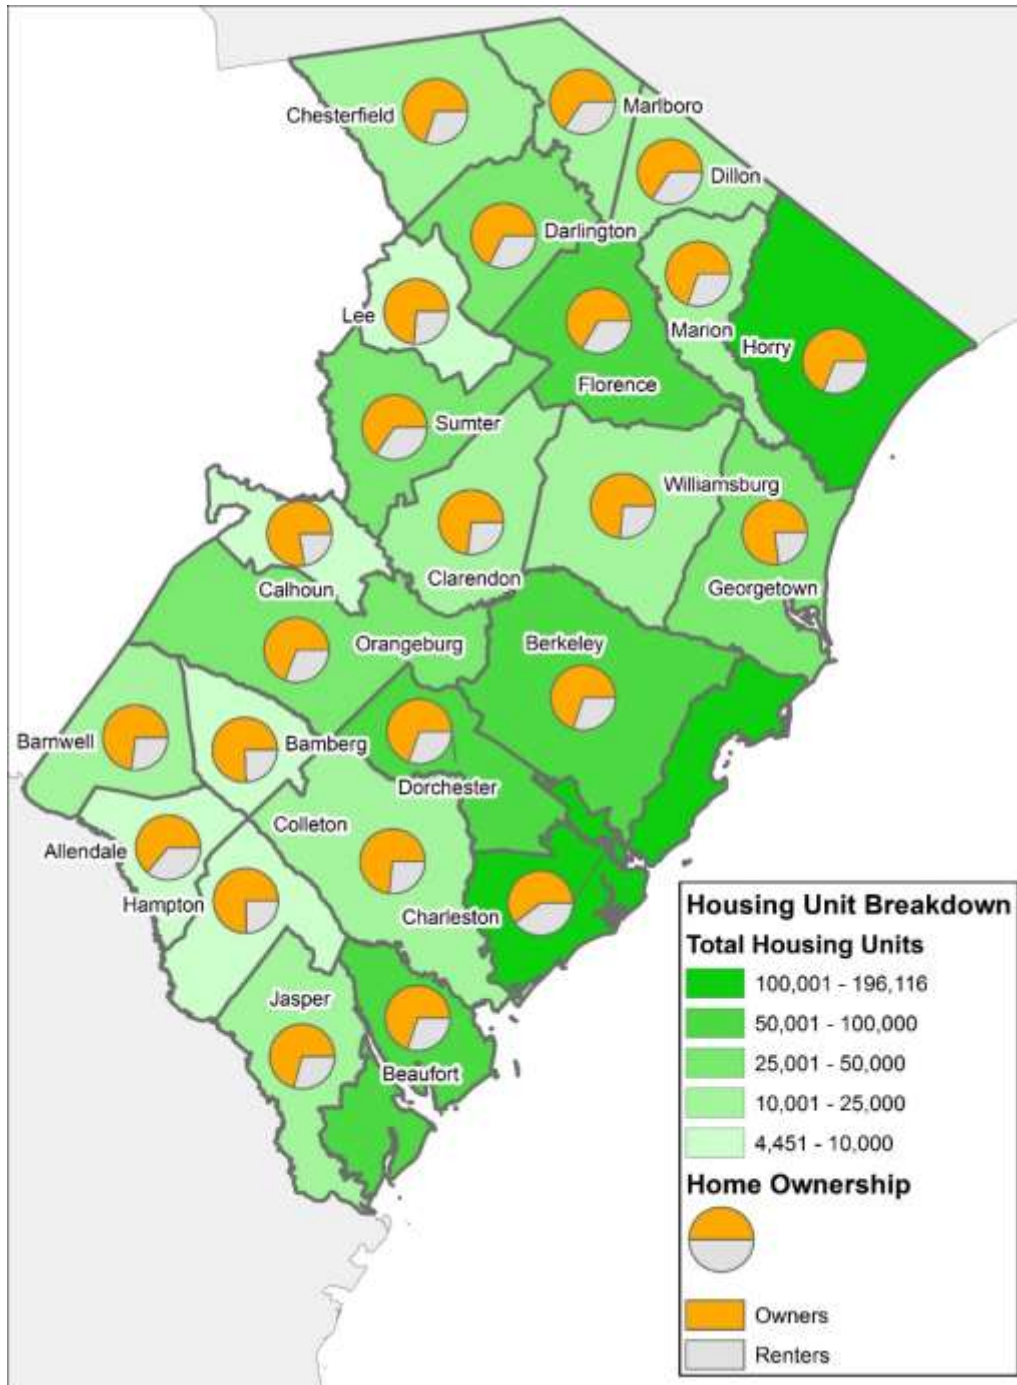 Chesterfield
Marlboro
Dillon
Darlington
Lee
Marion
Horry
Florence
Sumter
Williamsburg
Calhoun
Clarendon
Georgetown
Orangeburg
Berkeley
Barnwell
Bamberg
Dorchester
Colleton
Allendale
Hampton
Charleston
Jasper
Beaufort
Housing Unit Breakdown
Total Housing Units
100,001 - 196,116
50,001 - 100,000
25,001 - 50,000
10,001 - 25,000
4,451 - 10,000
Home Ownership
Owners
Renters